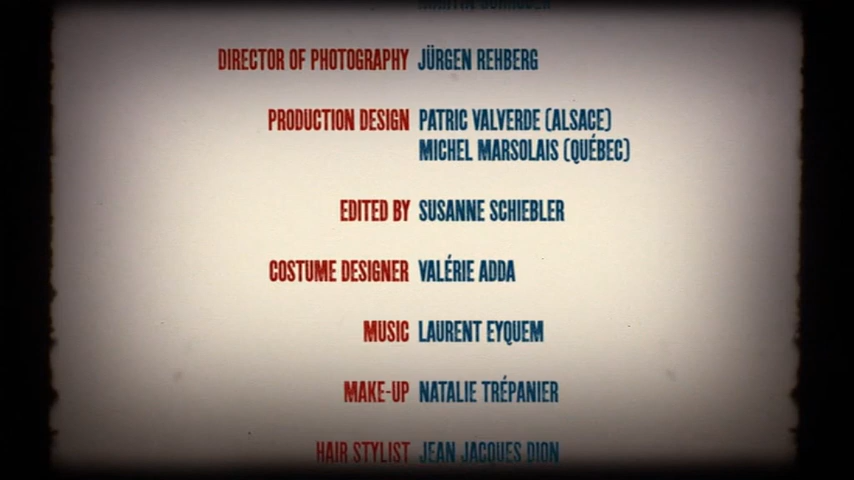 DIRECTOR OF PHOTOGRAPHY JÜRGEN REHBERG
PRODUCTION DESIGN PATRIC VALVERDE (ALSACE)
MICHEL MARSOLAIS (QUÉBEC)
EDITED BY SUSANNE SCHIEBLER
COSTUME DESIGNER VALÉRIE ADDA
MUSIC LAURENT EYQUEM
MAKE-UP NATALIE TRÉPANIER
HAIR STYLIST JEAN JACQUES DION